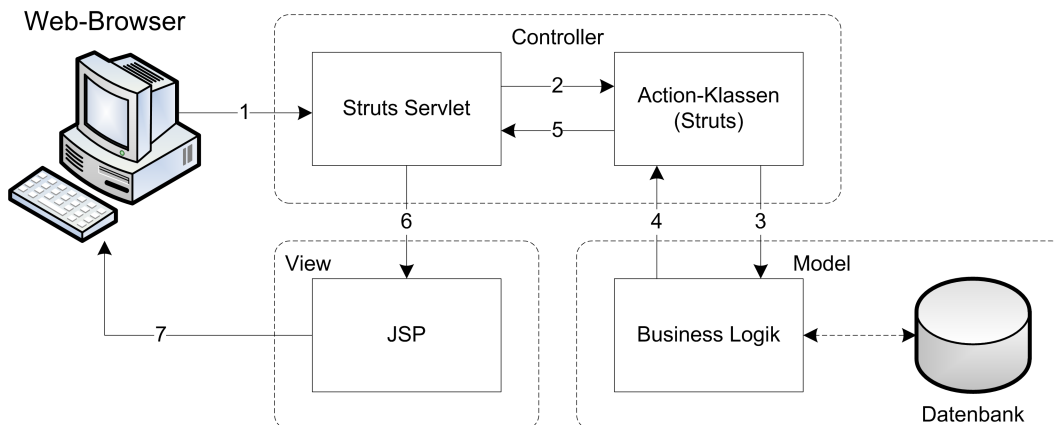 Web-Browser
Controller
Struts Servlet
Action-Klassen
(Struts)
1
2
5
6
4
3
View
Model
JSP
Business Logik
7
Datenbank